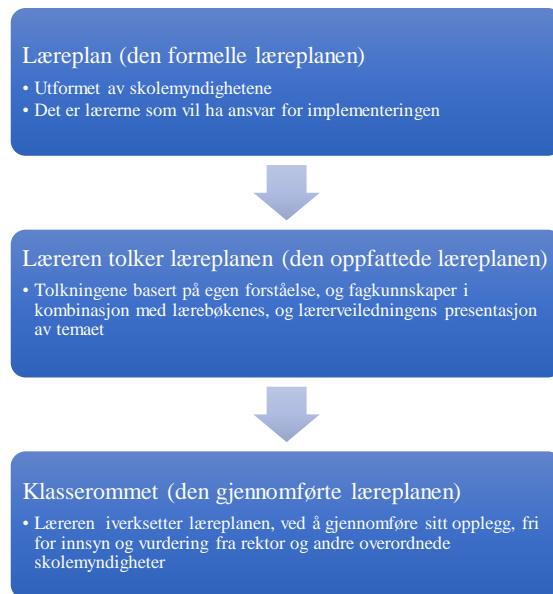 Læreplan (den formelle læreplanen)
• Utformet av skolemyndighetene
• Det er lærerne som vil ha ansvar for implementeringen
Læreren tolker læreplanen (den oppfattede læreplanen)
• Tolkningene basert på egen forståelse, og fagkunnskaper i
kombinasjon med lærebøkenes, og lærerveiledningens presentasjon
av temaet
Klasserommet (den gjennomførte læreplanen)
• Læreren iverksetter læreplanen, ved å gjennomføre sitt opplegg, fri
for innsyn og vurdering fra rektor og andre overordnede
skolemyndigheter